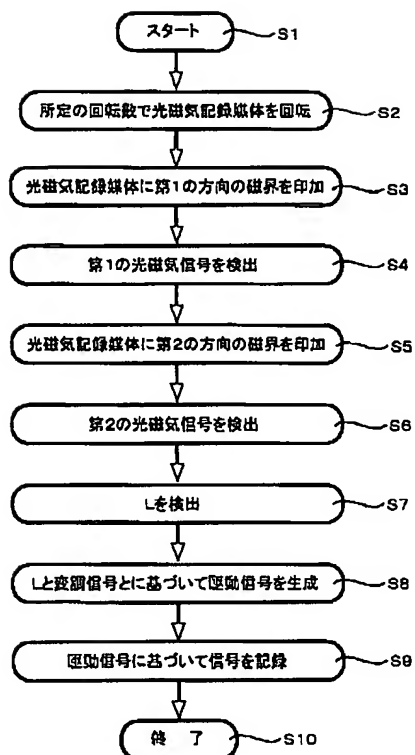 スタート S1
所定の回転数で光磁気記録媒体を回転 S2
光磁気記録媒体に第1の方向の磁界を印加 S3
第1の光磁気信号を検出 S4
光磁気記録媒体に第2の方向の磁界を印加 S5
第2の光磁気信号を検出 S6
Lを検出 S7
Lと変調信号とに基づいて駆動信号を生成 S8
駆動信号に基づいて信号を記録 S9
終 了 S10